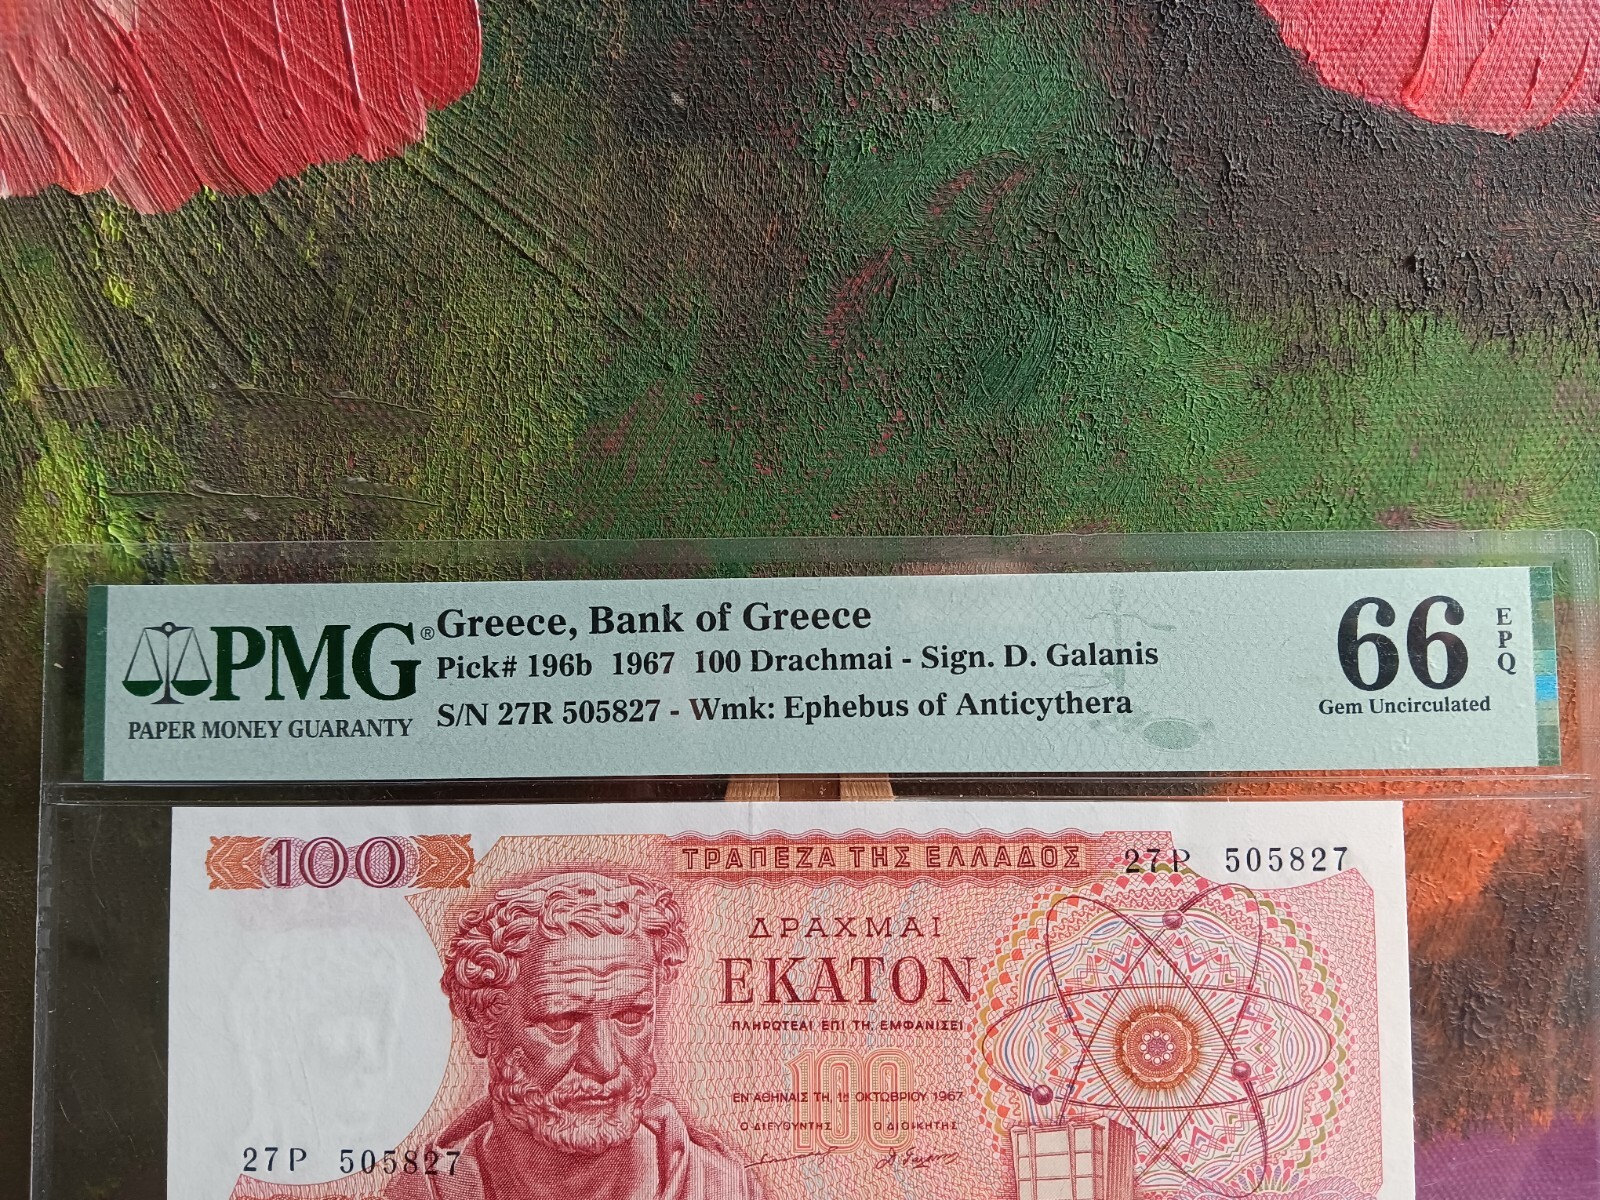 PMG®
PAPER MONEY GUARANTY
Greece, Bank of Greece
Pick# 196b 1967 100 Drachmai - Sign. D. Galanis
S/N 27R 505827 - Wmk: Ephebus of Anticythera
66
EPQ
Gem Uncirculated
100
ΤΡΑΠΕΖΑ ΤΗΣ ΕΛΛΑΔΟΣ
27Ρ 505827
ΔΡΑΧΜΑΙ
ΕΚΑΤΟΝ
ΠΛΗΡΩΤΕΑΙ ΕΠΙ ΤΗ ΕΜΦΑΝΙΣΕΙ
100
ΕΝ ΑΘΗΝΑΙΣ ΤΗ 1η ΟΚΤΩΒΡΙΟΥ 1967
Ο ΔΙΕΥΘΥΝΤΗΣ Ο ΔΙΟΙΚΗΤΗΣ
27Ρ 505827